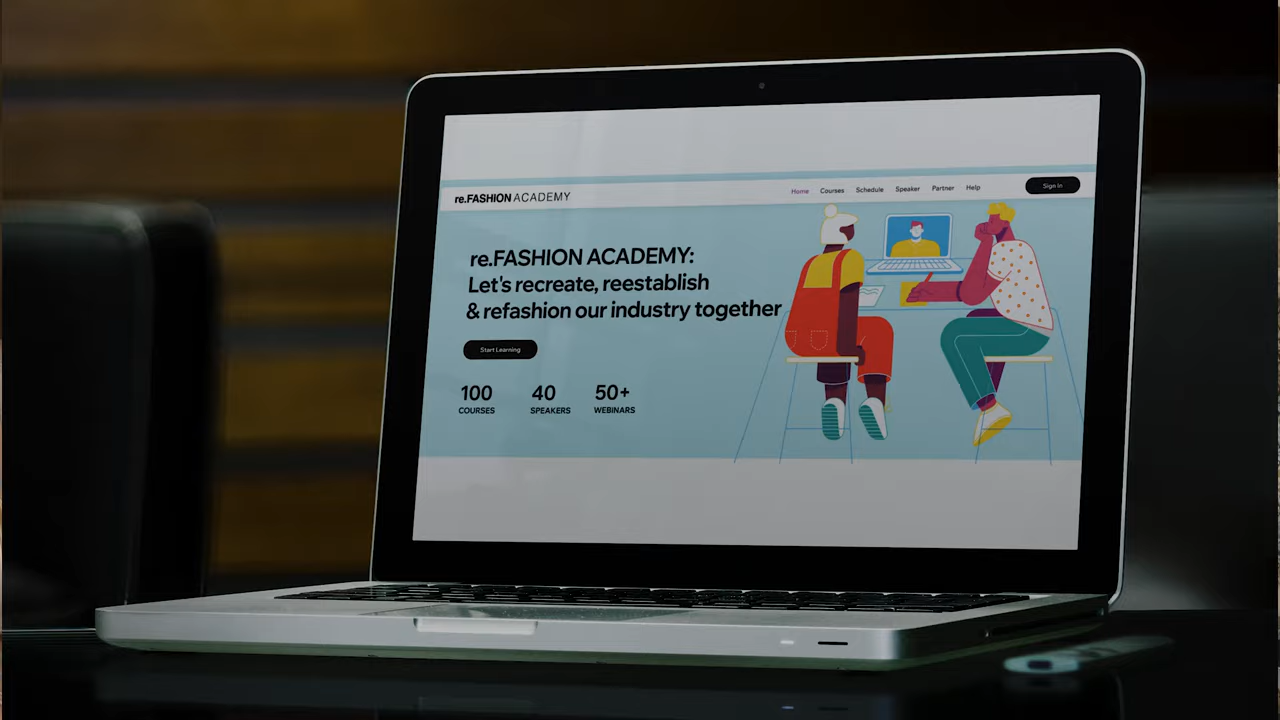 re.FASHION ACADEMY
Home Courses Schedule Speaker Partner Help Sign In
re.FASHION ACADEMY:
Let's recreate, reestablish
& refashion our industry together
Start Learning
100 40 50+
COURSES SPEAKERS WEBINARS